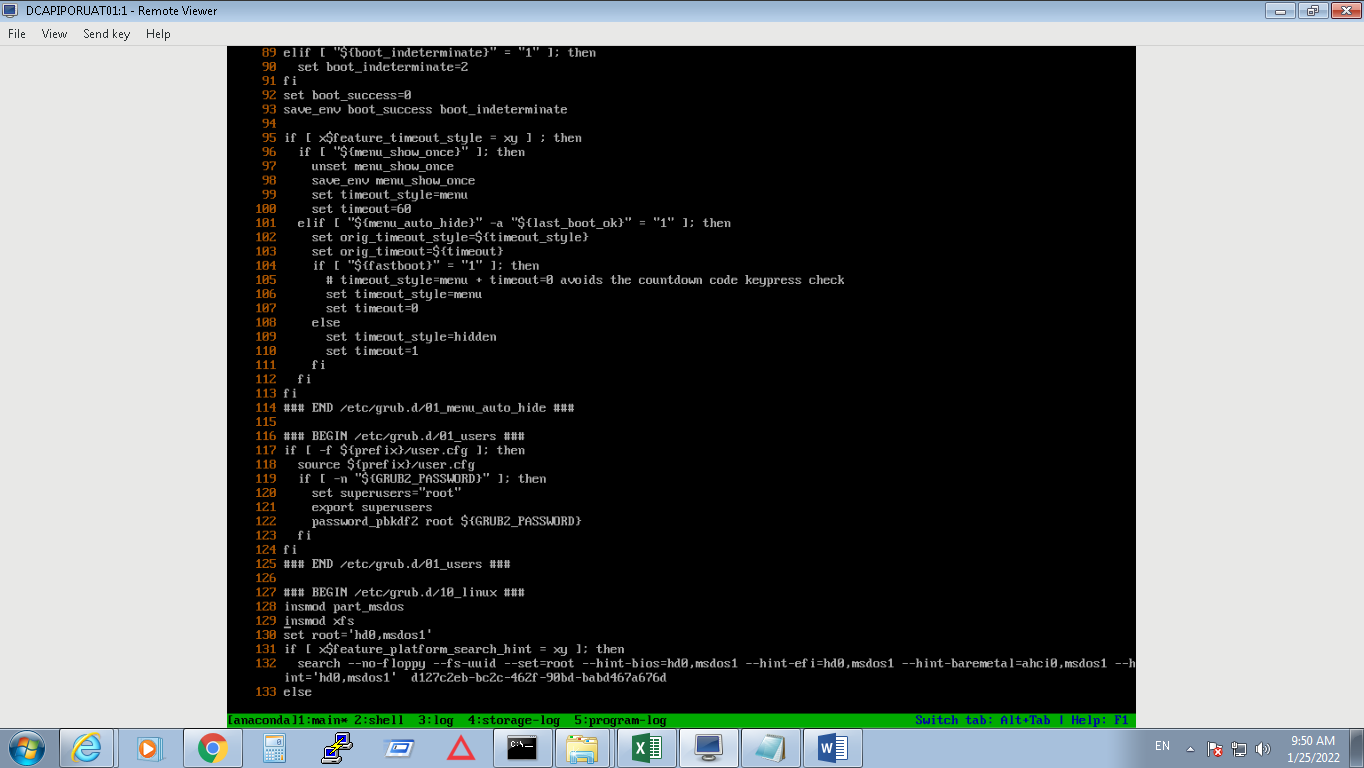 DCAPIPORUAT01:1 - Remote Viewer
File View Send key Help
89 elif [ "${boot_indeterminate}" = "1" ]; then
90 set boot_indeterminate=2
91 fi
92 set boot_success=0
93 save_env boot_success boot_indeterminate
94
95 if [ x$feature_timeout_style = xy ] ; then
96 if [ "${menu_show_once}" ]; then
97 unset menu_show_once
98 save_env menu_show_once
99 set timeout_style=menu
100 set timeout=60
101 elif [ "${menu_auto_hide}" -a "${last_boot_ok}" = "1" ]; then
102 set orig_timeout_style=${timeout_style}
103 set orig_timeout=${timeout}
104 if [ "${fastboot}" = "1" ]; then
105 # timeout_style=menu + timeout=0 avoids the countdown code keypress check
106 set timeout_style=menu
107 set timeout=0
108 else
109 set timeout_style=hidden
110 set timeout=1
111 fi
112 fi
113 fi
114 ### END /etc/grub.d/01_menu_auto_hide ###
115
116 ### BEGIN /etc/grub.d/01_users ###
117 if [ -f ${prefix}/user.cfg ]; then
118 source ${prefix}/user.cfg
119 if [ -n "${GRUB2_PASSWORD}" ]; then
120 set superusers="root"
121 export superusers
122 password_pbkdf2 root ${GRUB2_PASSWORD}
123 fi
124 fi
125 ### END /etc/grub.d/01_users ###
126
127 ### BEGIN /etc/grub.d/10_linux ###
128 insmod part_msdos
129 insmod xfs
130 set root='hd0,msdos1'
131 if [ x$feature_platform_search_hint = xy ]; then
132 search --no-floppy --fs-uuid --set=root --hint-bios=hd0,msdos1 --hint-efi=hd0,msdos1 --hint-baremetal=ahci0,msdos1 --h
int='hd0,msdos1' d127c2eb-bc2c-462f-90bd-babd467a676d
133 else
[anaconda]1:main* 2:shell 3:log 4:storage-log 5:program-log Switch tab: Alt+Tab | Help: F1
EN
9:50 AM
1/25/2022